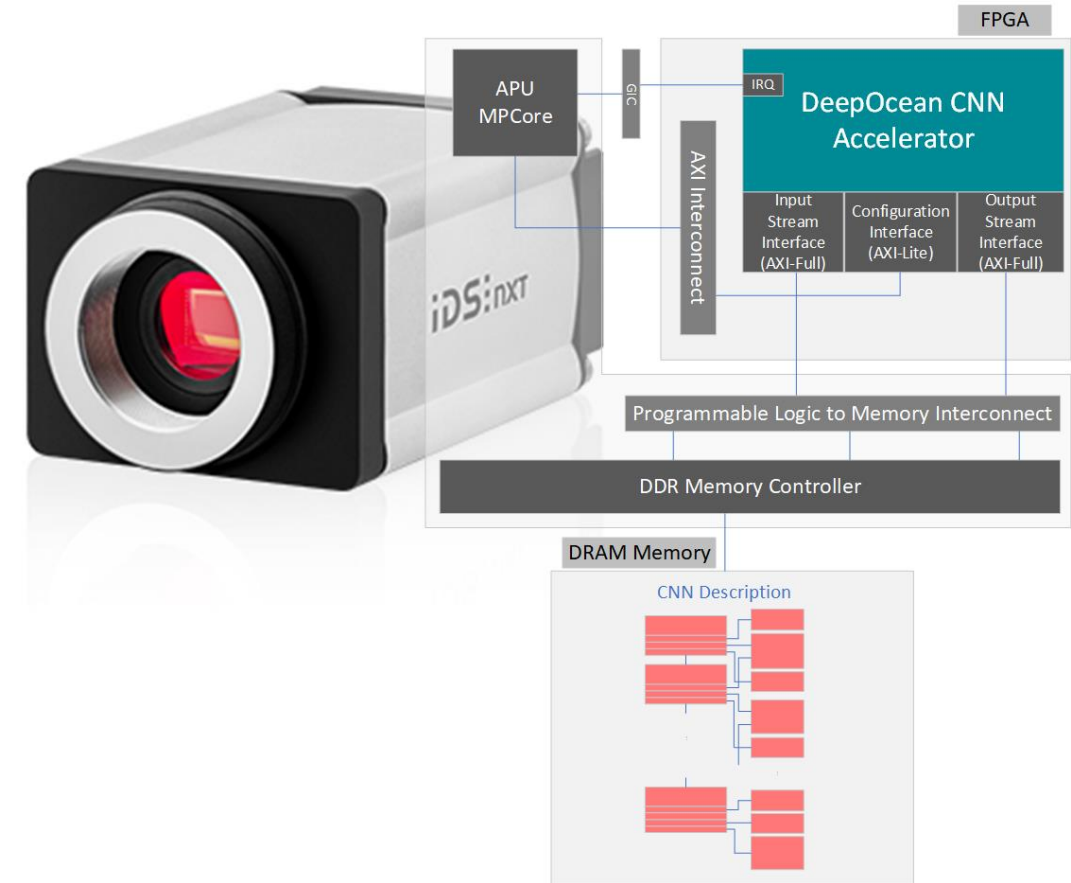 FPGA
APU
MPCore
GIC
IRQ
DeepOcean CNN
Accelerator
AXI Interconnect
Input
Stream
Interface
(AXI-Full)
Configuration
Interface
(AXI-Lite)
Output
Stream
Interface
(AXI-Full)
iDS:nxt
Programmable Logic to Memory Interconnect
DDR Memory Controller
DRAM Memory
CNN Description